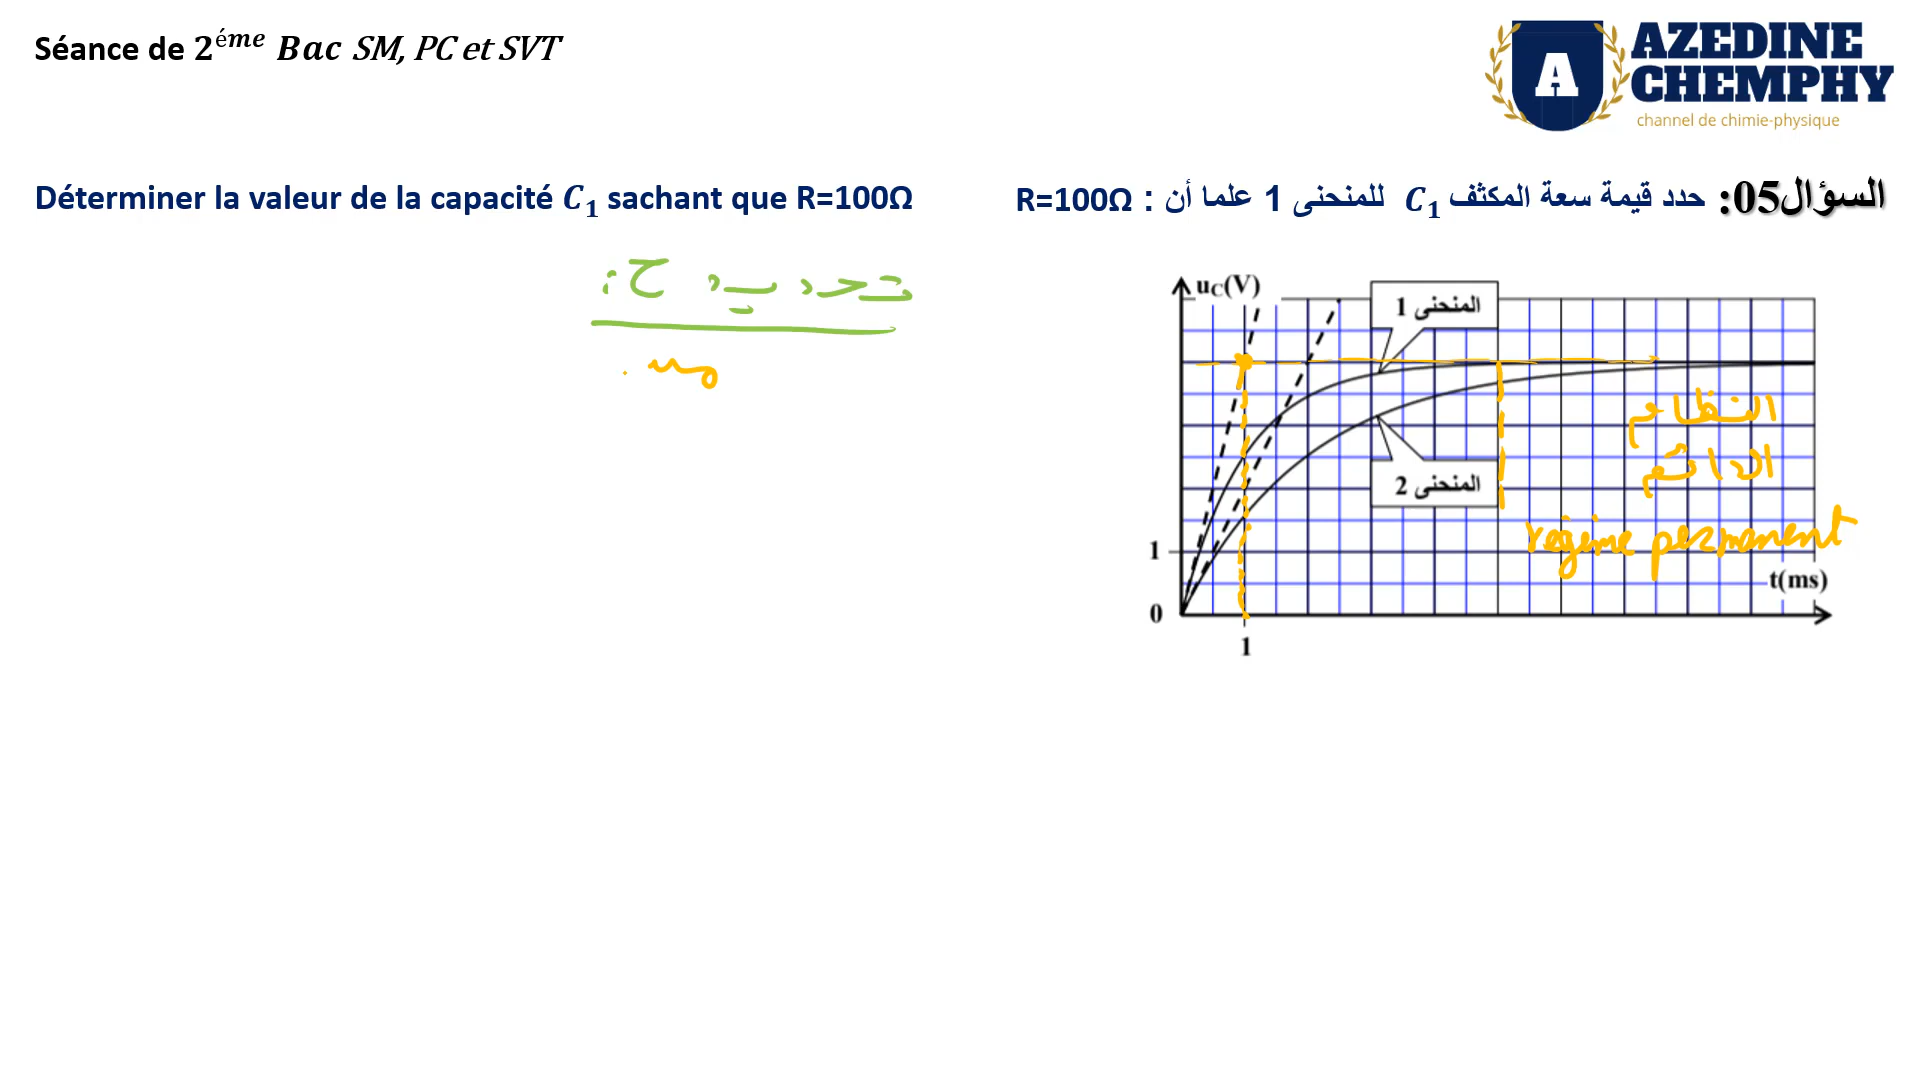 Séance de 2éme Bac SM, PC et SVT
AZEDINE
CHEMPHY
A
channel de chimie-physique
Déterminer la valeur de la capacité C1 sachant que R=100Ω
السؤال05: حدد قيمة سعة المكثف C1 للمنحنى 1 علما أن : R=100Ω
uC(V)
المنحنى 1
النظام
الدائم
المنحنى 2
régime permanent
1
t(ms)
0
1